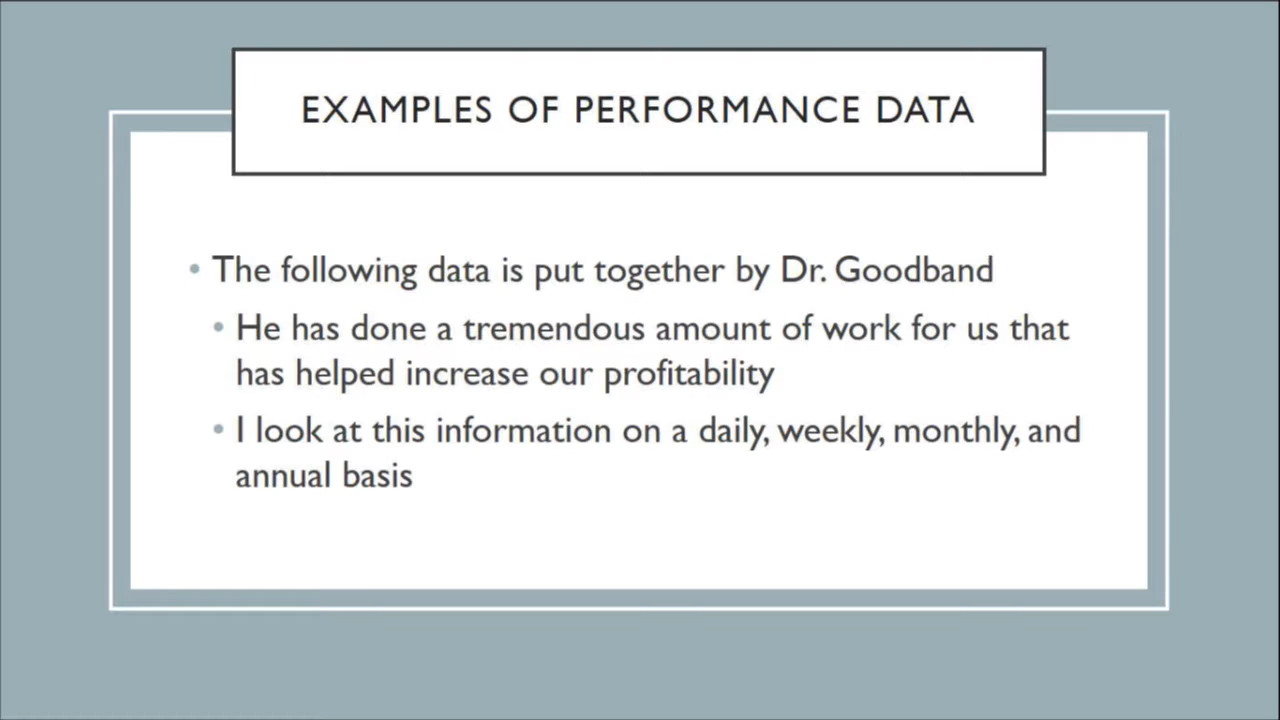 EXAMPLES OF PERFORMANCE DATA
• The following data is put together by Dr. Goodband
• He has done a tremendous amount of work for us that
has helped increase our profitability
• I look at this information on a daily, weekly, monthly, and
annual basis